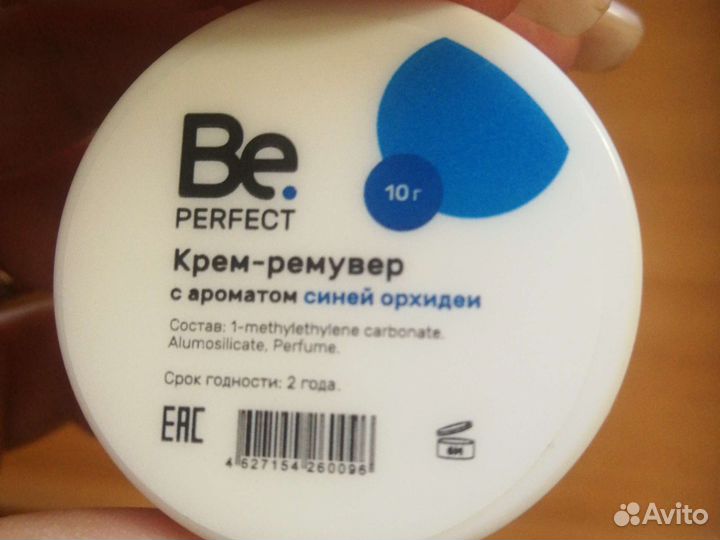 Be.
PERFECT
10 г
Крем-ремувер
с ароматом синей орхидеи
Состав: 1-methylethylene carbonate.
Alumosilicate, Perfume.
Срок годности: 2 года.
EAC
4 627154 260096
6M
Avito